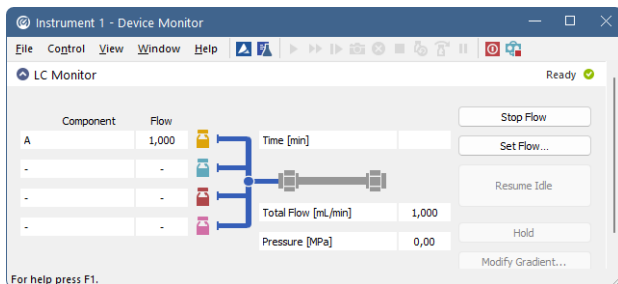 Instrument 1 - Device Monitor
File Control View Window Help
LC Monitor Ready
Component Flow Stop Flow
A 1,000 Time [min] Set Flow...
- -
Resume Idle
- -
Total Flow [mL/min] 1,000
- - Hold
Pressure [MPa] 0,00
Modify Gradient...
For help press F1.